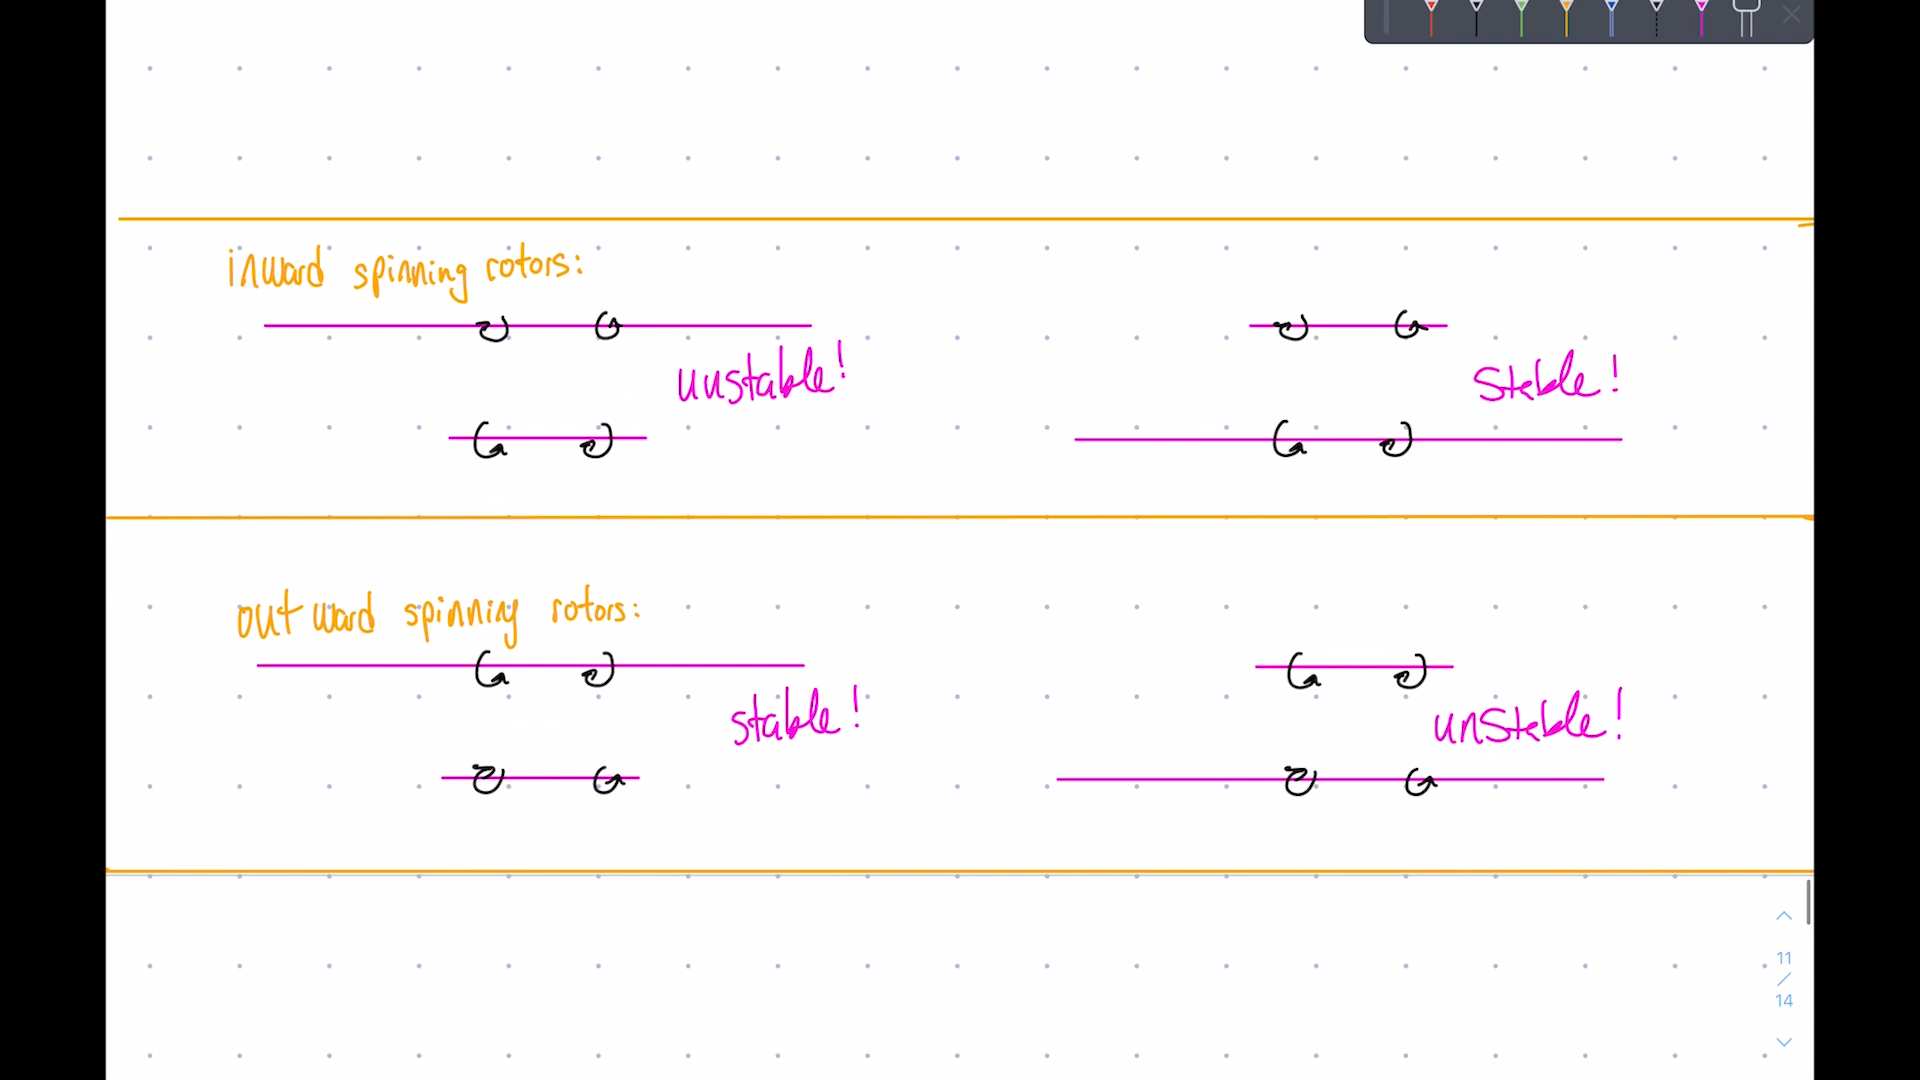 inward spinning rotors:
unstable!
Stable!
outward spinning rotors:
stable!
unstable!
11
/
14